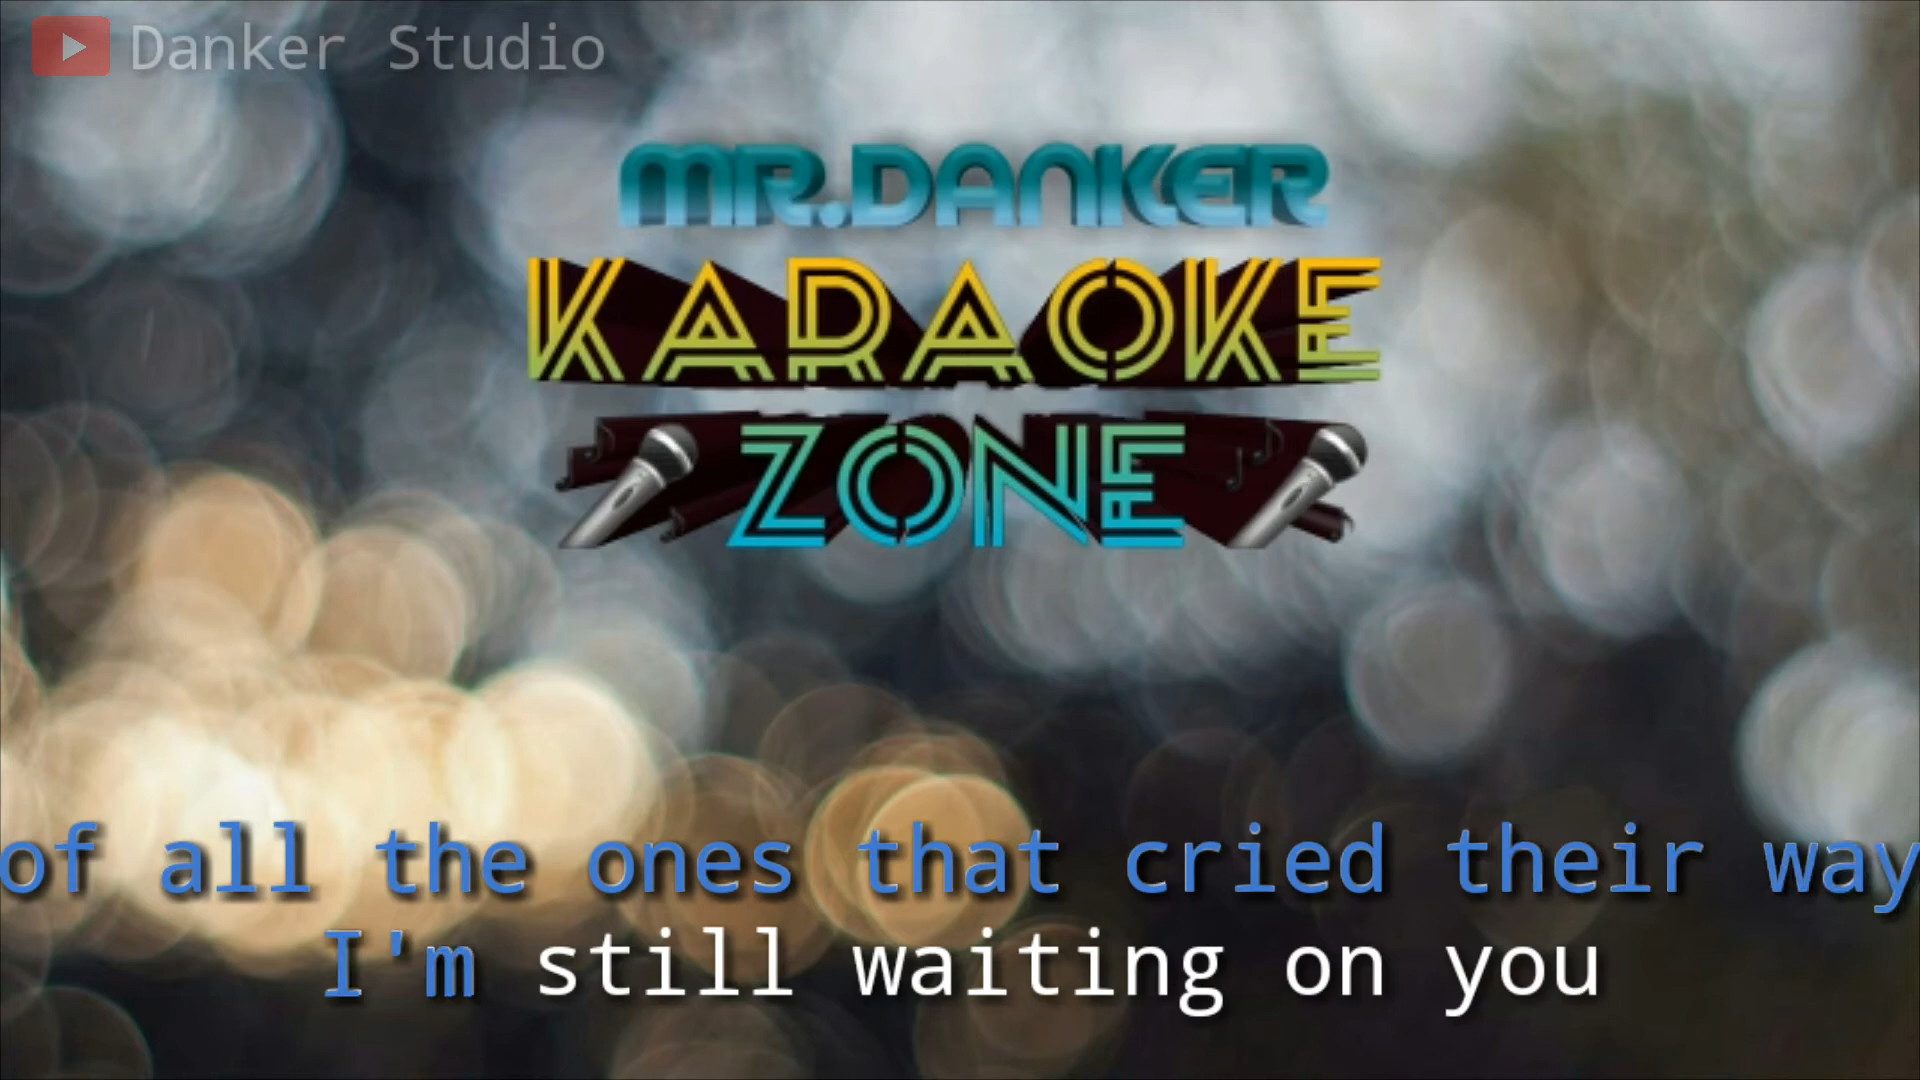 Danker Studio
MR.DANKER
KARAOKE
ZONE
of all the ones that cried their way
I'm still waiting on you